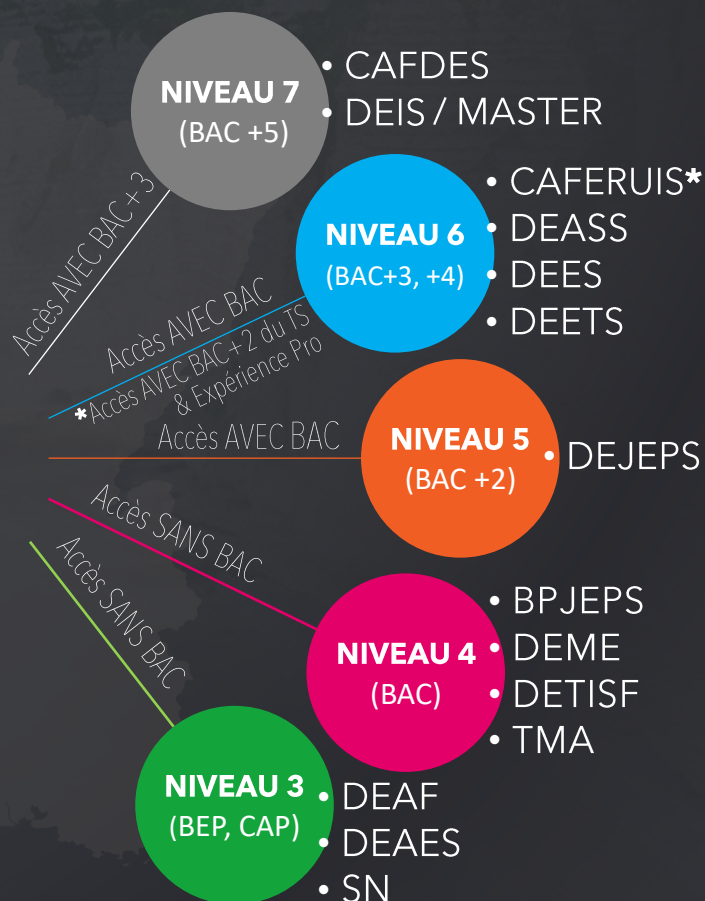 NIVEAU 7
(BAC +5)
• CAFDES
• DEIS / MASTER
Accès AVEC BAC +3
NIVEAU 6
(BAC+3, +4)
• CAFERUIS*
• DEASS
• DEES
• DEETS
Accès AVEC BAC
*Accès AVEC BAC+2 du TS
& Expérience Pro
Accès AVEC BAC
NIVEAU 5
(BAC +2)
• DEJEPS
Accès SANS BAC
NIVEAU 4
(BAC)
• BPJEPS
• DEME
• DETISF
• TMA
Accès SANS BAC
NIVEAU 3
(BEP, CAP)
• DEAF
• DEAES
• SN